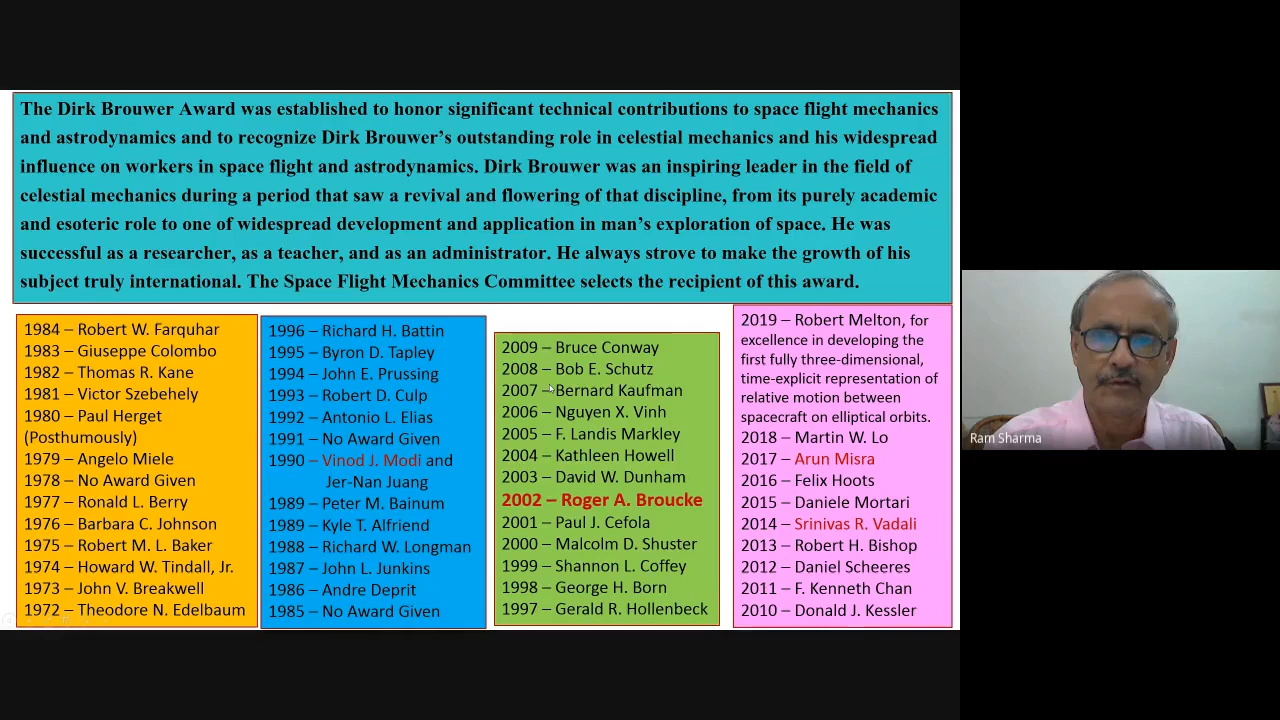 The Dirk Brouwer Award was established to honor significant technical contributions to space flight mechanics
and astrodynamics and to recognize Dirk Brouwer’s outstanding role in celestial mechanics and his widespread
influence on workers in space flight and astrodynamics. Dirk Brouwer was an inspiring leader in the field of
celestial mechanics during a period that saw a revival and flowering of that discipline, from its purely academic
and esoteric role to one of widespread development and application in man’s exploration of space. He was
successful as a researcher, as a teacher, and as an administrator. He always strove to make the growth of his
subject truly international. The Space Flight Mechanics Committee selects the recipient of this award.
1984 – Robert W. Farquhar
1983 – Giuseppe Colombo
1982 – Thomas R. Kane
1981 – Victor Szebehely
1980 – Paul Herget
(Posthumously)
1979 – Angelo Miele
1978 – No Award Given
1977 – Ronald L. Berry
1976 – Barbara C. Johnson
1975 – Robert M. L. Baker
1974 – Howard W. Tindall, Jr.
1973 – John V. Breakwell
1972 – Theodore N. Edelbaum
1996 – Richard H. Battin
1995 – Byron D. Tapley
1994 – John E. Prussing
1993 – Robert D. Culp
1992 – Antonio L. Elias
1991 – No Award Given
1990 – Vinod J. Modi and
Jer-Nan Juang
1989 – Peter M. Bainum
1989 – Kyle T. Alfriend
1988 – Richard W. Longman
1987 – John L. Junkins
1986 – Andre Deprit
1985 – No Award Given
2009 – Bruce Conway
2008 – Bob E. Schutz
2007 – Bernard Kaufman
2006 – Nguyen X. Vinh
2005 – F. Landis Markley
2004 – Kathleen Howell
2003 – David W. Dunham
2002 – Roger A. Broucke
2001 – Paul J. Cefola
2000 – Malcolm D. Shuster
1999 – Shannon L. Coffey
1998 – George H. Born
1997 – Gerald R. Hollenbeck
2019 – Robert Melton, for
excellence in developing the
first fully three-dimensional,
time-explicit representation of
relative motion between
spacecraft on elliptical orbits.
2018 – Martin W. Lo
2017 – Arun Misra
2016 – Felix Hoots
2015 – Daniele Mortari
2014 – Srinivas R. Vadali
2013 – Robert H. Bishop
2012 – Daniel Scheeres
2011 – F. Kenneth Chan
2010 – Donald J. Kessler
Ram Sharma